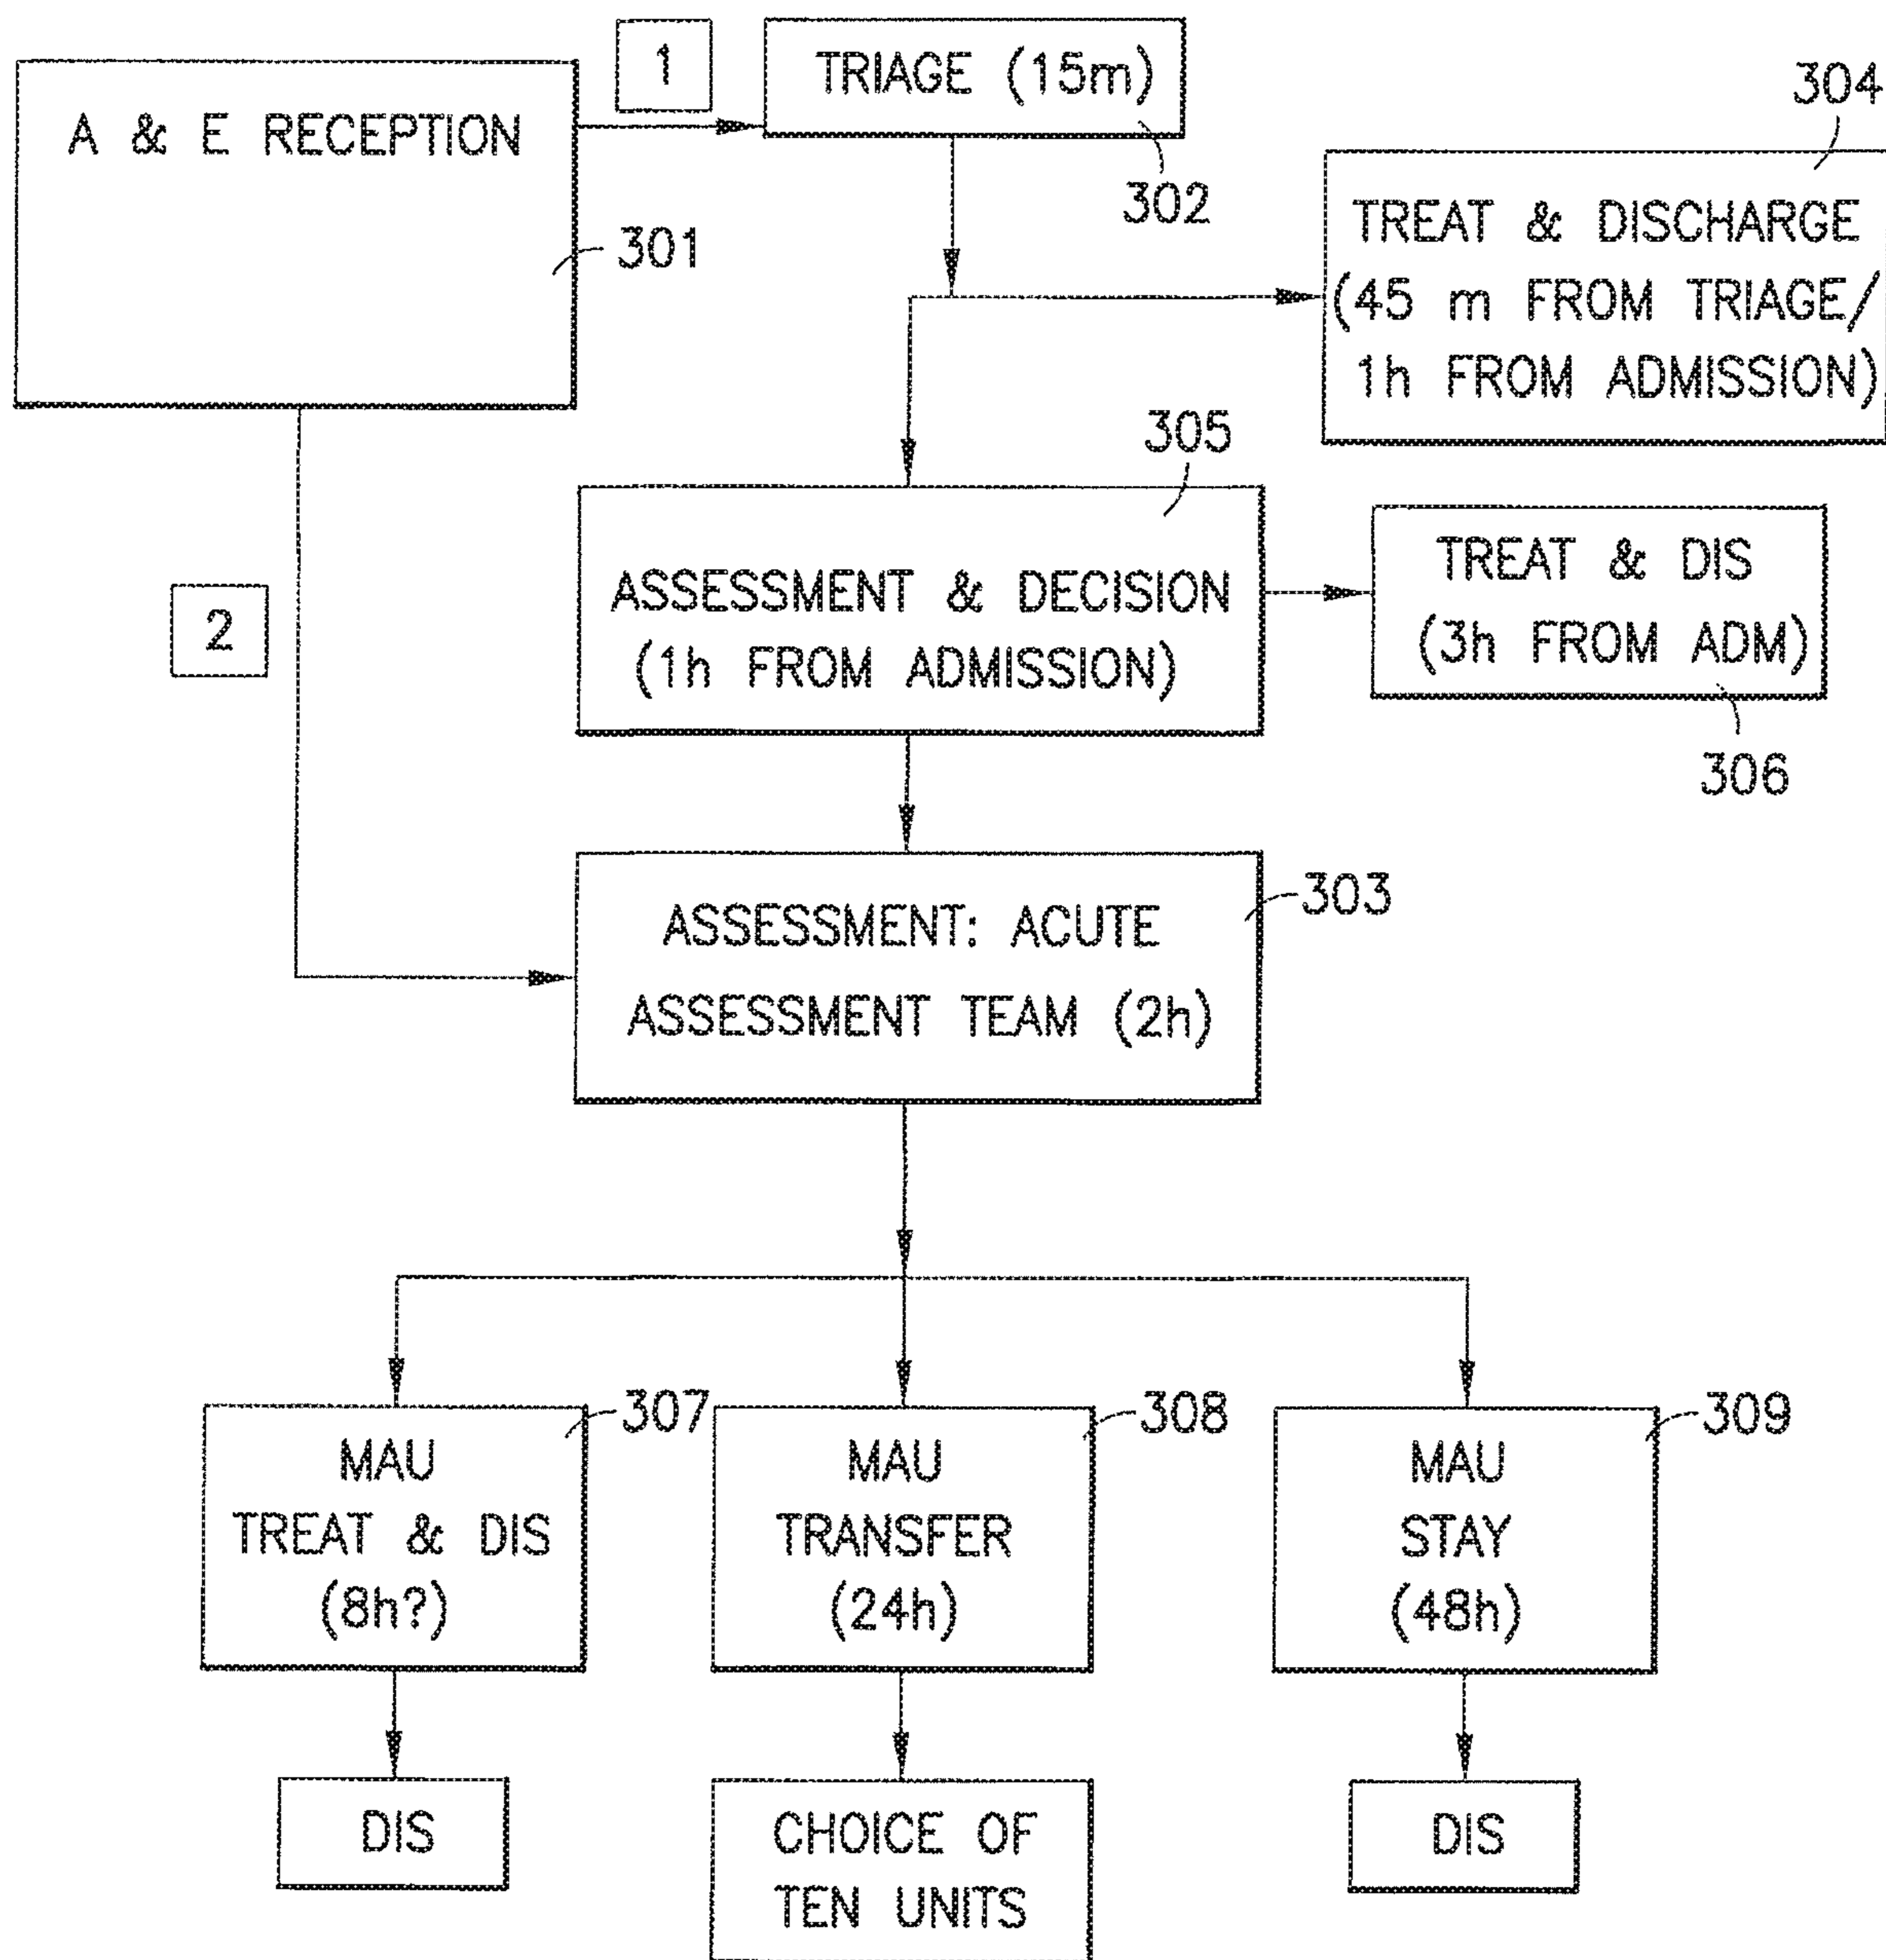 1
TRIAGE (15m)
A & E RECEPTION
304
302
301
TREAT & DISCHARGE
(45 m FROM TRIAGE/
1h FROM ADMISSION)
305
2
ASSESSMENT & DECISION
(1h FROM ADMISSION)
TREAT & DIS
(3h FROM ADM)
306
303
ASSESSMENT: ACUTE
ASSESSMENT TEAM (2h)
307
MAU
TREAT & DIS
(8h?)
308
MAU
TRANSFER
(24h)
309
MAU
STAY
(48h)
DIS
CHOICE OF
TEN UNITS
DIS